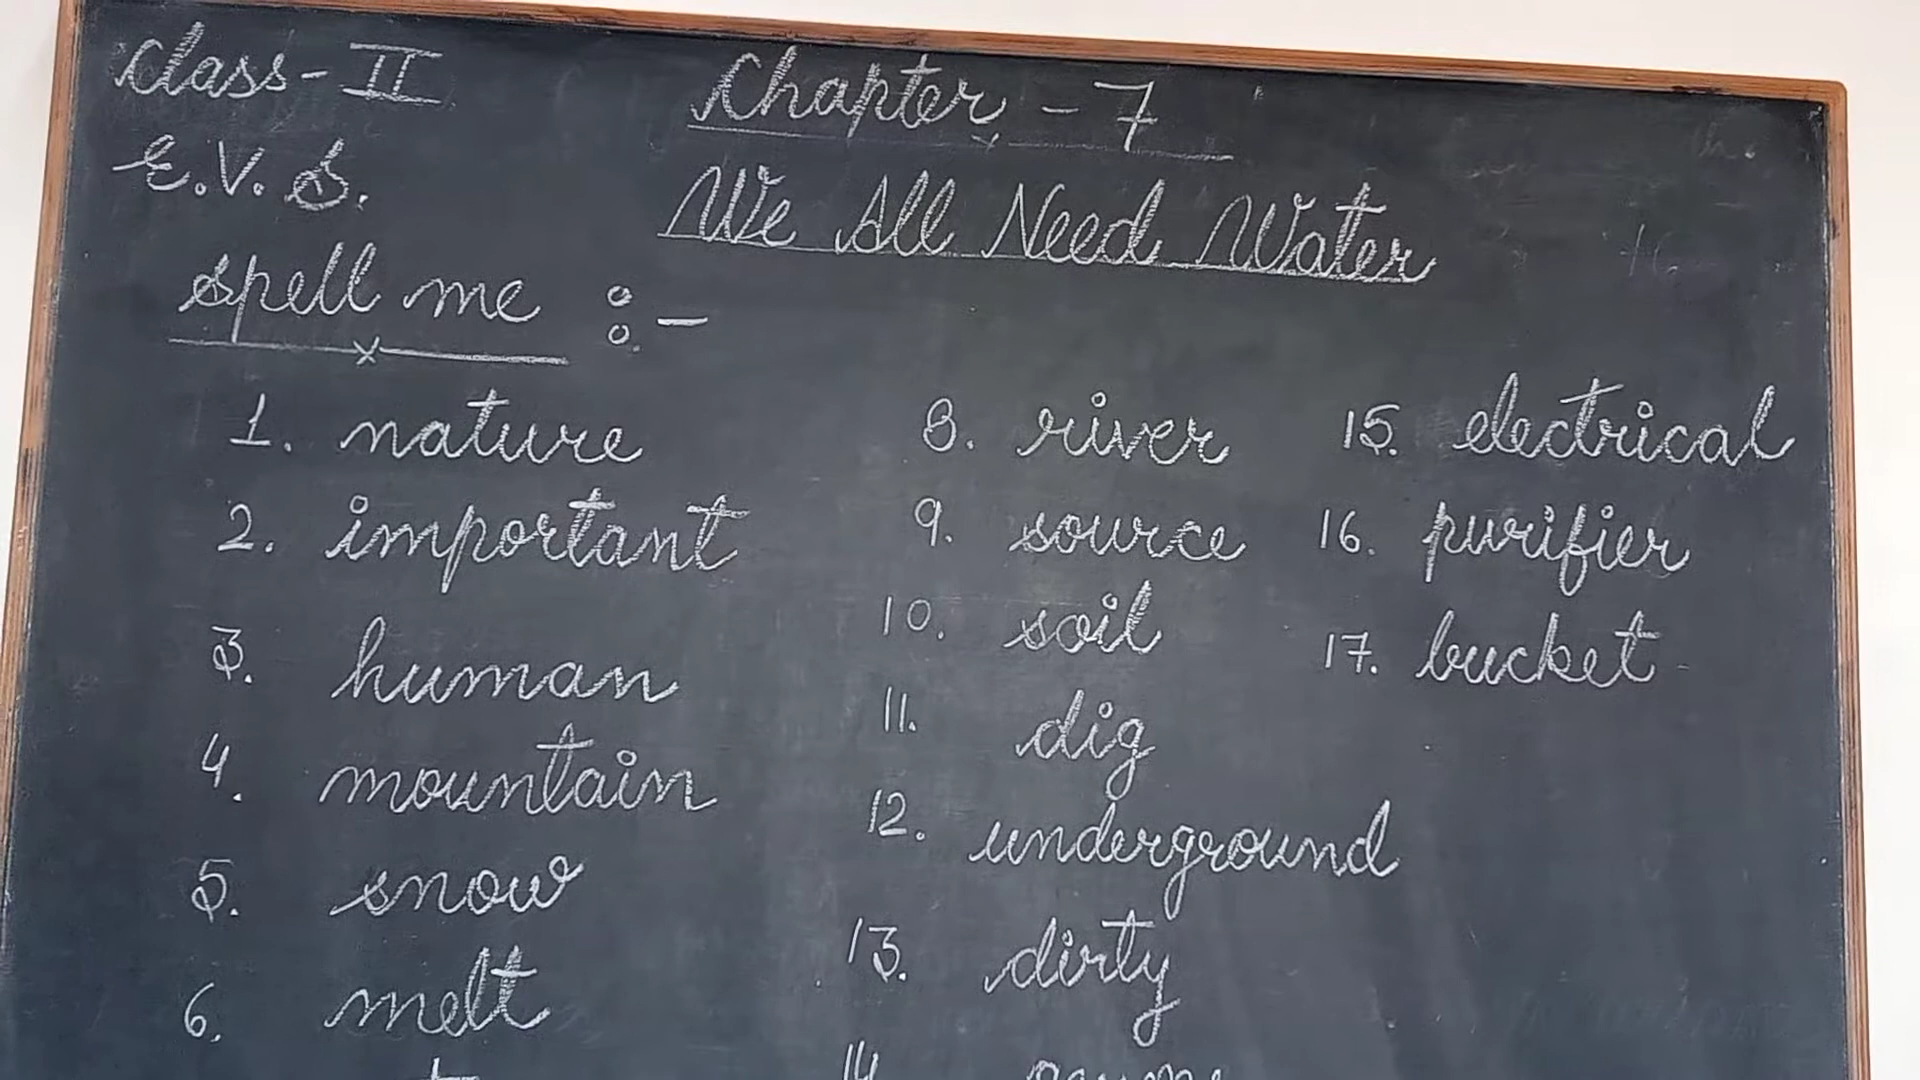 Class - II
Chapter - 7
E.V.S.
We All Need Water
spell me :-
1. nature
2. important
3. human
4. mountain
5. snow
6. melt
8. river
9. source
10. soil
11. dig
12. underground
13. dirty
14.
15. electrical
16. purifier
17. bucket